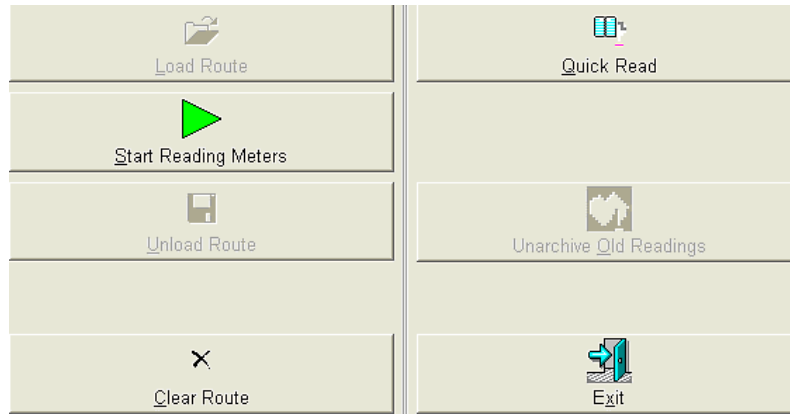 Load Route
Quick Read
Start Reading Meters
Unload Route
Unarchive Old Readings
Clear Route
Exit